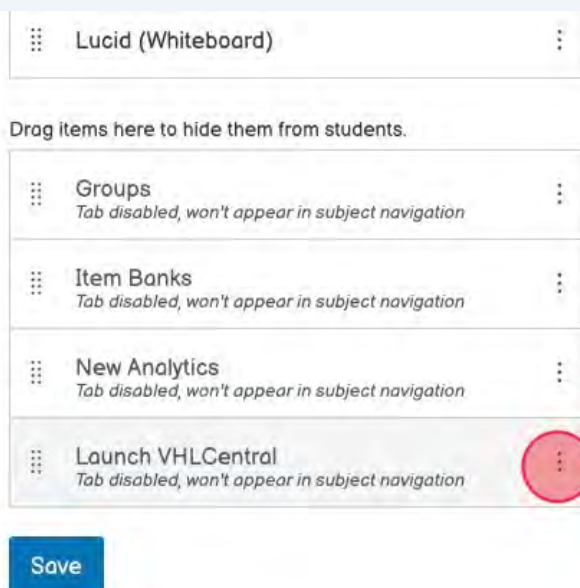 Lucid (Whiteboard)
Drag items here to hide them from students.
Groups
Tab disabled, won't appear in subject navigation
Item Banks
Tab disabled, won't appear in subject navigation
New Analytics
Tab disabled, won't appear in subject navigation
Launch VHLCentral
Tab disabled, won't appear in subject navigation
Save